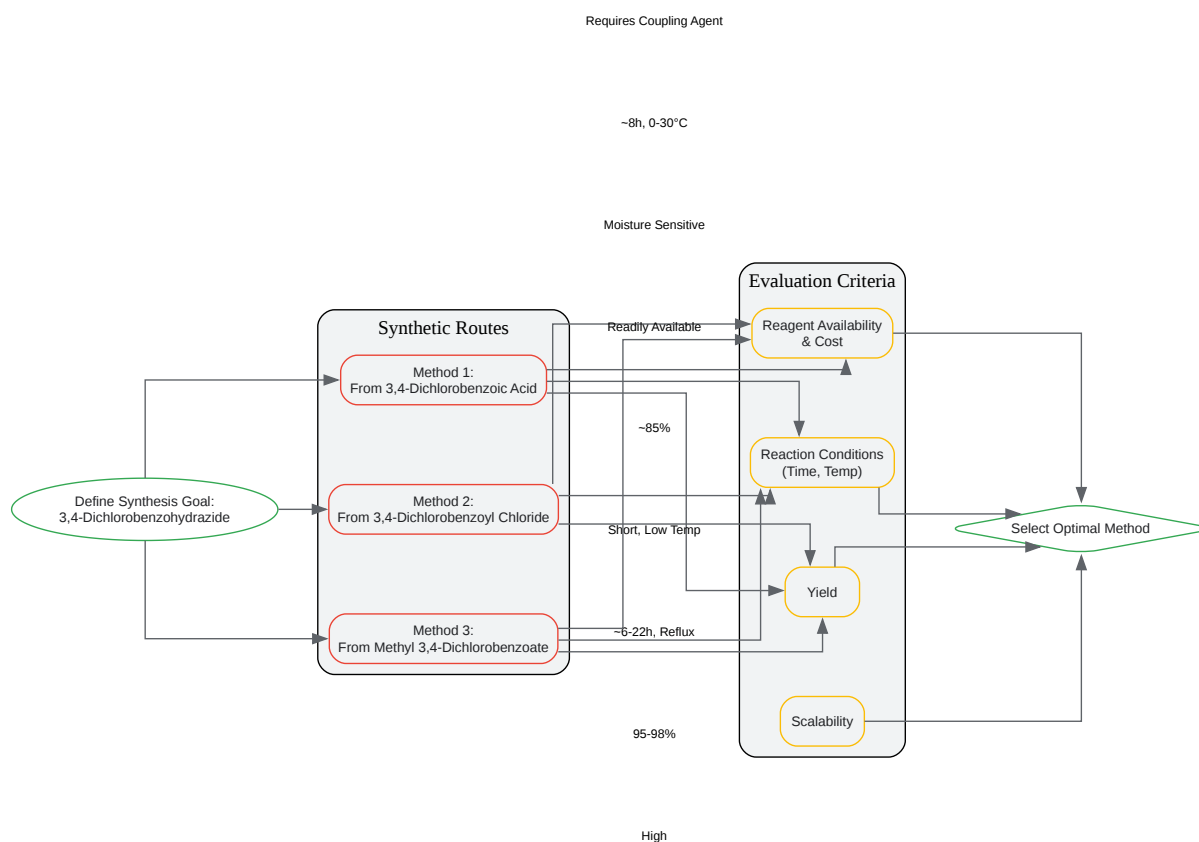 Requires Coupling Agent
~8h, 0-30°C
Moisture Sensitive
Evaluation Criteria
Synthetic Routes
Readily Available
Reagent Availability
& Cost
Method 1:
From 3,4-Dichlorobenzoic Acid
~85%
Reaction Conditions
(Time, Temp)
Define Synthesis Goal:
3,4-Dichlorobenzohydrazide
Method 2:
From 3,4-Dichlorobenzoyl Chloride
Short, Low Temp
Select Optimal Method
Yield
Method 3:
From Methyl 3,4-Dichlorobenzoate
~6-22h, Reflux
Scalability
95-98%
High